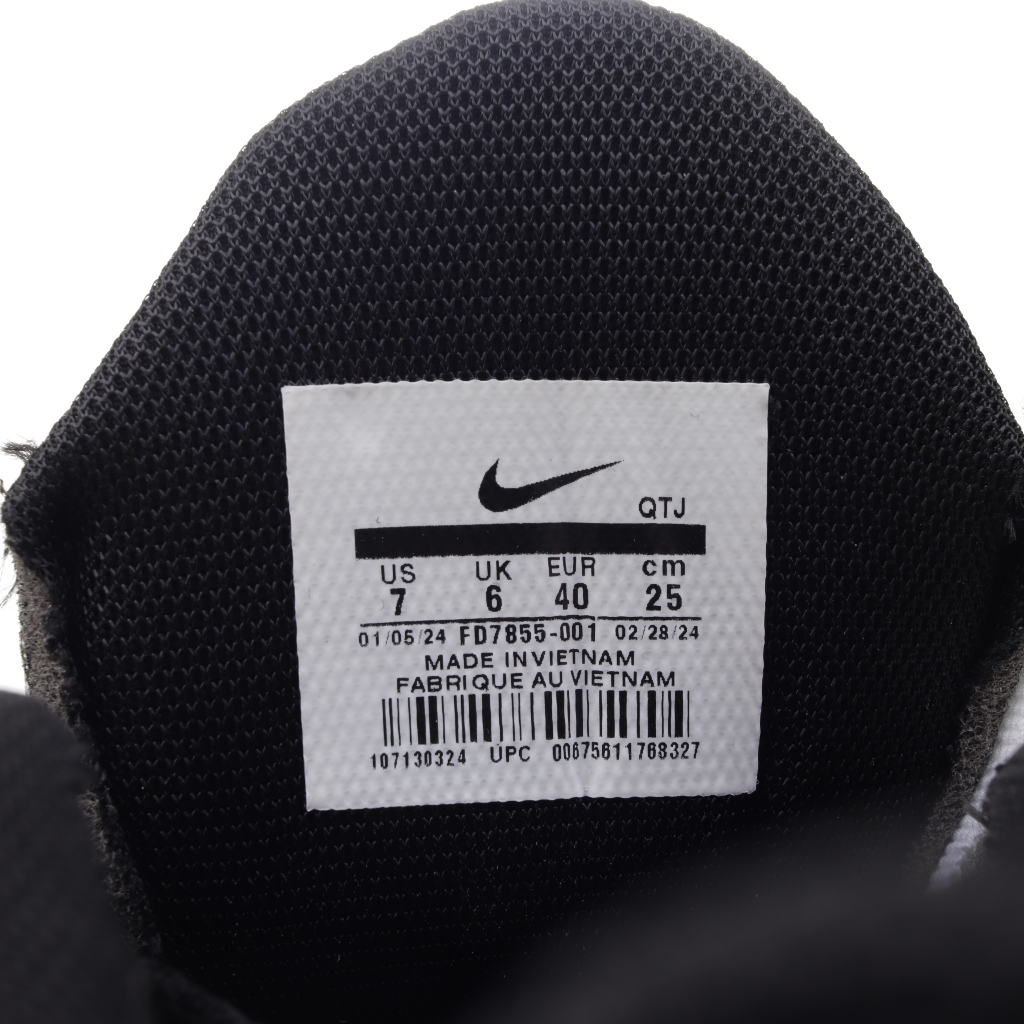 QTJ
US UK EUR cm
7 6 40 25
01/05/24 FD7855-001 02/28/24
MADE IN VIETNAM
FABRIQUE AU VIETNAM
107130324 UPC 00675611768327